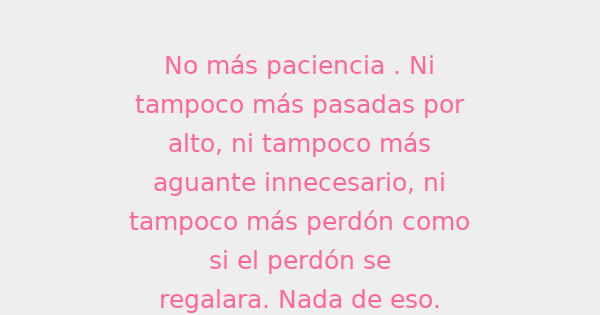 No más paciencia . Ni
tampoco más pasadas por
alto, ni tampoco más
aguante innecesario, ni
tampoco más perdón como
si el perdón se
regalara. Nada de eso.